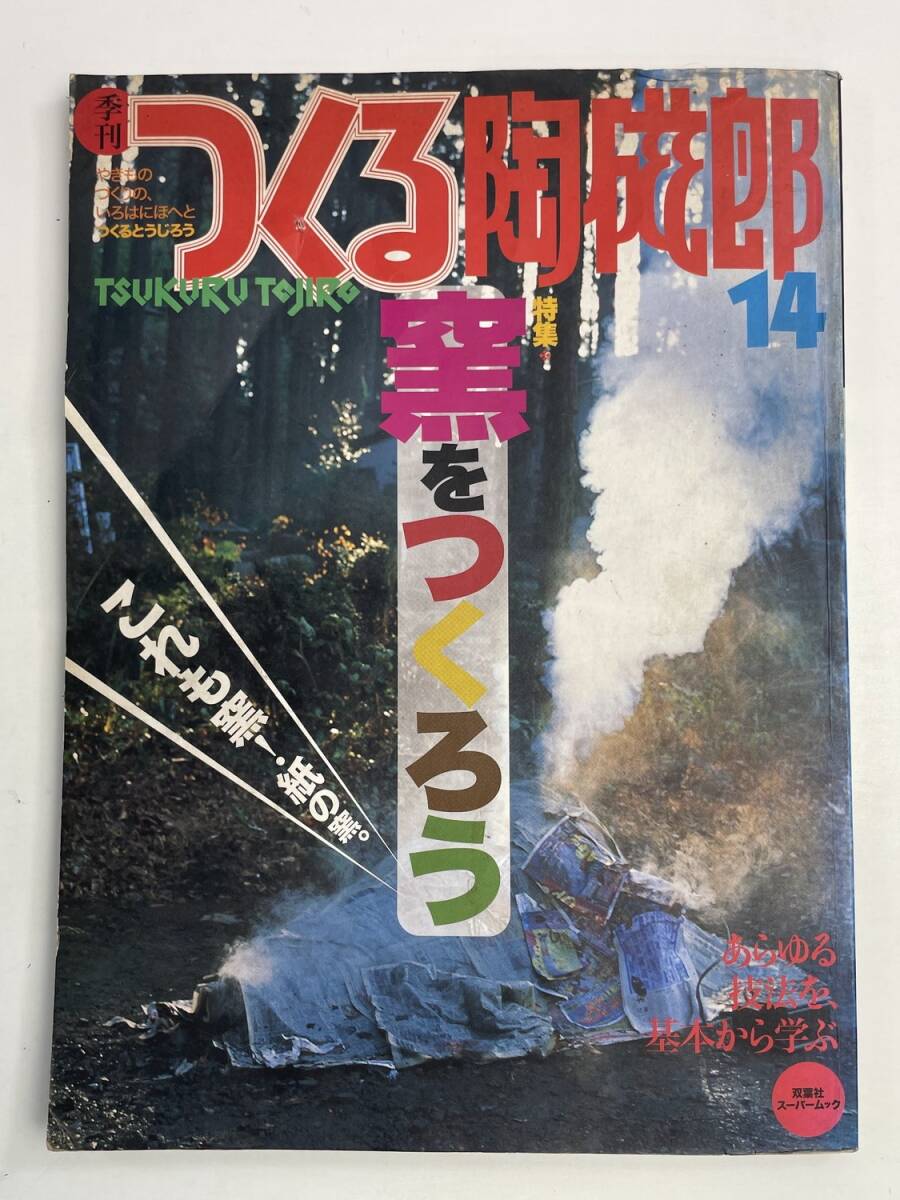 季刊
つくる陶磁郎
やきもの
づくりの、
いろはにほへと
つくるとうじろう
TSUKURU TOJIRO
14
特集
窯をつくろう
これも窯！紙の窯。
あらゆる
技法を、
基本から学ぶ
双葉社
スーパームック